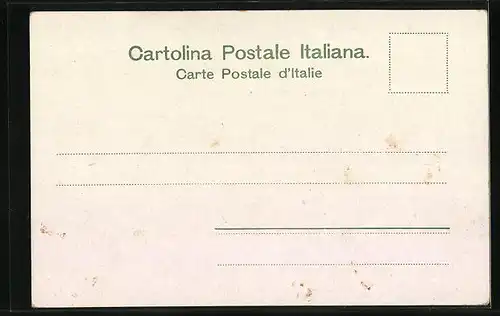 Cartolina Postale Italiana.
Carte Postale d'Italie